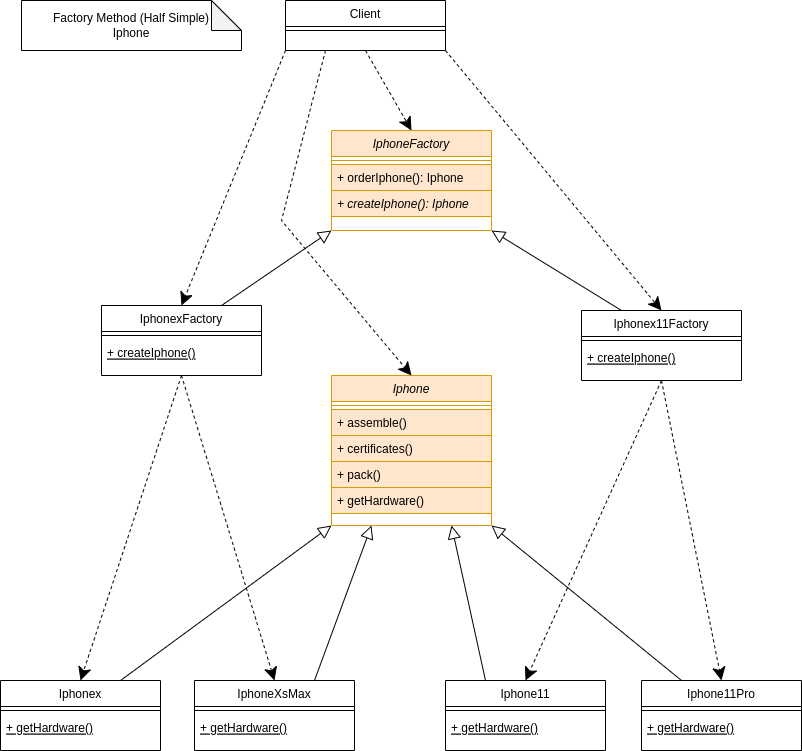 Factory Method (Half Simple)
Iphone
Client
IphoneFactory
+ orderIphone(): Iphone
+ createIphone(): Iphone
IphonexFactory
+ createIphone()
Iphonex11Factory
+ createIphone()
Iphone
+ assemble()
+ certificates()
+ pack()
+ getHardware()
Iphonex
+ getHardware()
IphoneXsMax
+ getHardware()
Iphone11
+ getHardware()
Iphone11Pro
+ getHardware()